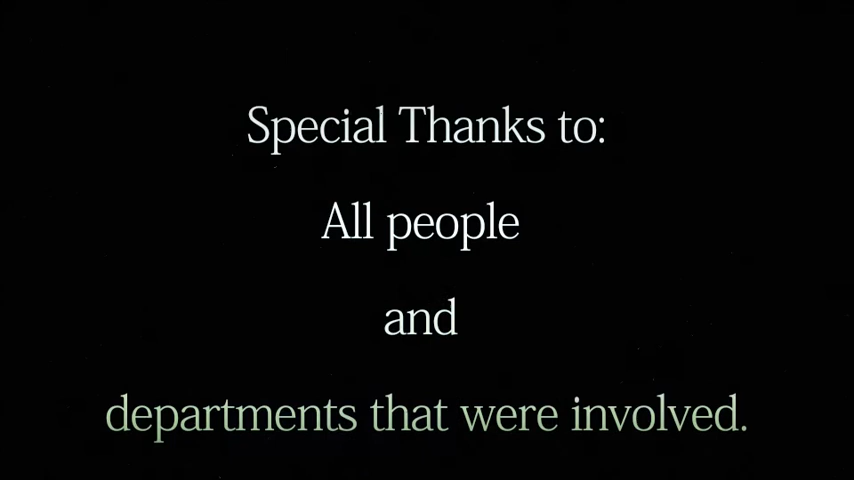 Special Thanks to:
All people
and
departments that were involved.